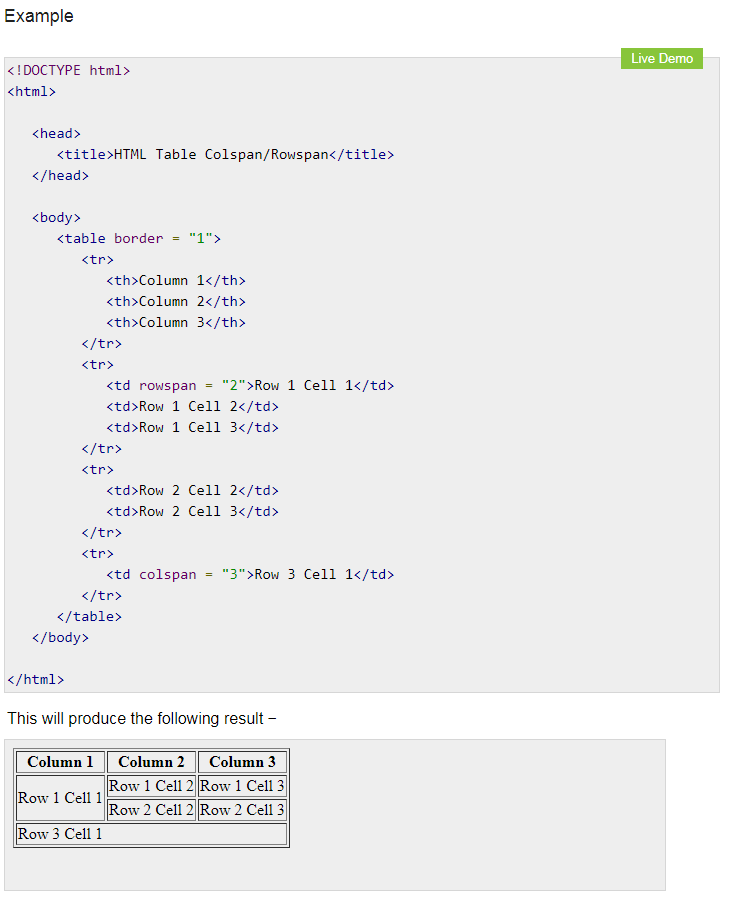 Example
Live Demo
<!DOCTYPE html>
<html>
<head>
<title>HTML Table Colspan/Rowspan</title>
</head>
<body>
<table border = "1">
<tr>
<th>Column 1</th>
<th>Column 2</th>
<th>Column 3</th>
</tr>
<tr>
<td rowspan = "2">Row 1 Cell 1</td>
<td>Row 1 Cell 2</td>
<td>Row 1 Cell 3</td>
</tr>
<tr>
<td>Row 2 Cell 2</td>
<td>Row 2 Cell 3</td>
</tr>
<tr>
<td colspan = "3">Row 3 Cell 1</td>
</tr>
</table>
</body>
</html>
This will produce the following result −
Column 1 Column 2 Column 3
Row 1 Cell 1 Row 1 Cell 2 Row 1 Cell 3
Row 2 Cell 2 Row 2 Cell 3
Row 3 Cell 1